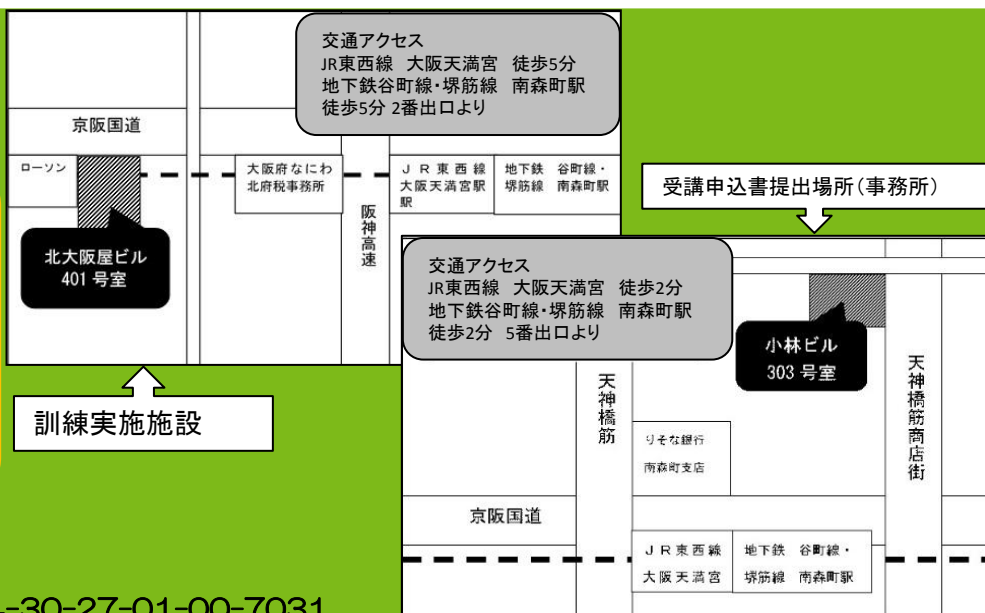 交通アクセス
JR東西線 大阪天満宮 徒歩5分
地下鉄谷町線・堺筋線 南森町駅
徒歩5分 2番出口より
京阪国道
ローソン
大阪府なにわ
北府税事務所
JR東西線
大阪天満宮駅
駅
地下鉄 谷町線・
堺筋線 南森町駅
阪神高速
北大阪屋ビル
401号室
訓練実施施設
受講申込書提出場所(事務所)
交通アクセス
JR東西線 大阪天満宮 徒歩2分
地下鉄谷町線・堺筋線 南森町駅
徒歩2分 5番出口より
小林ビル
303号室
天神橋筋
天神橋筋商店街
りそな銀行
南森町支店
京阪国道
JR東西線
大阪天満宮
地下鉄 谷町線・
堺筋線 南森町駅
-30-27-01-00-7031